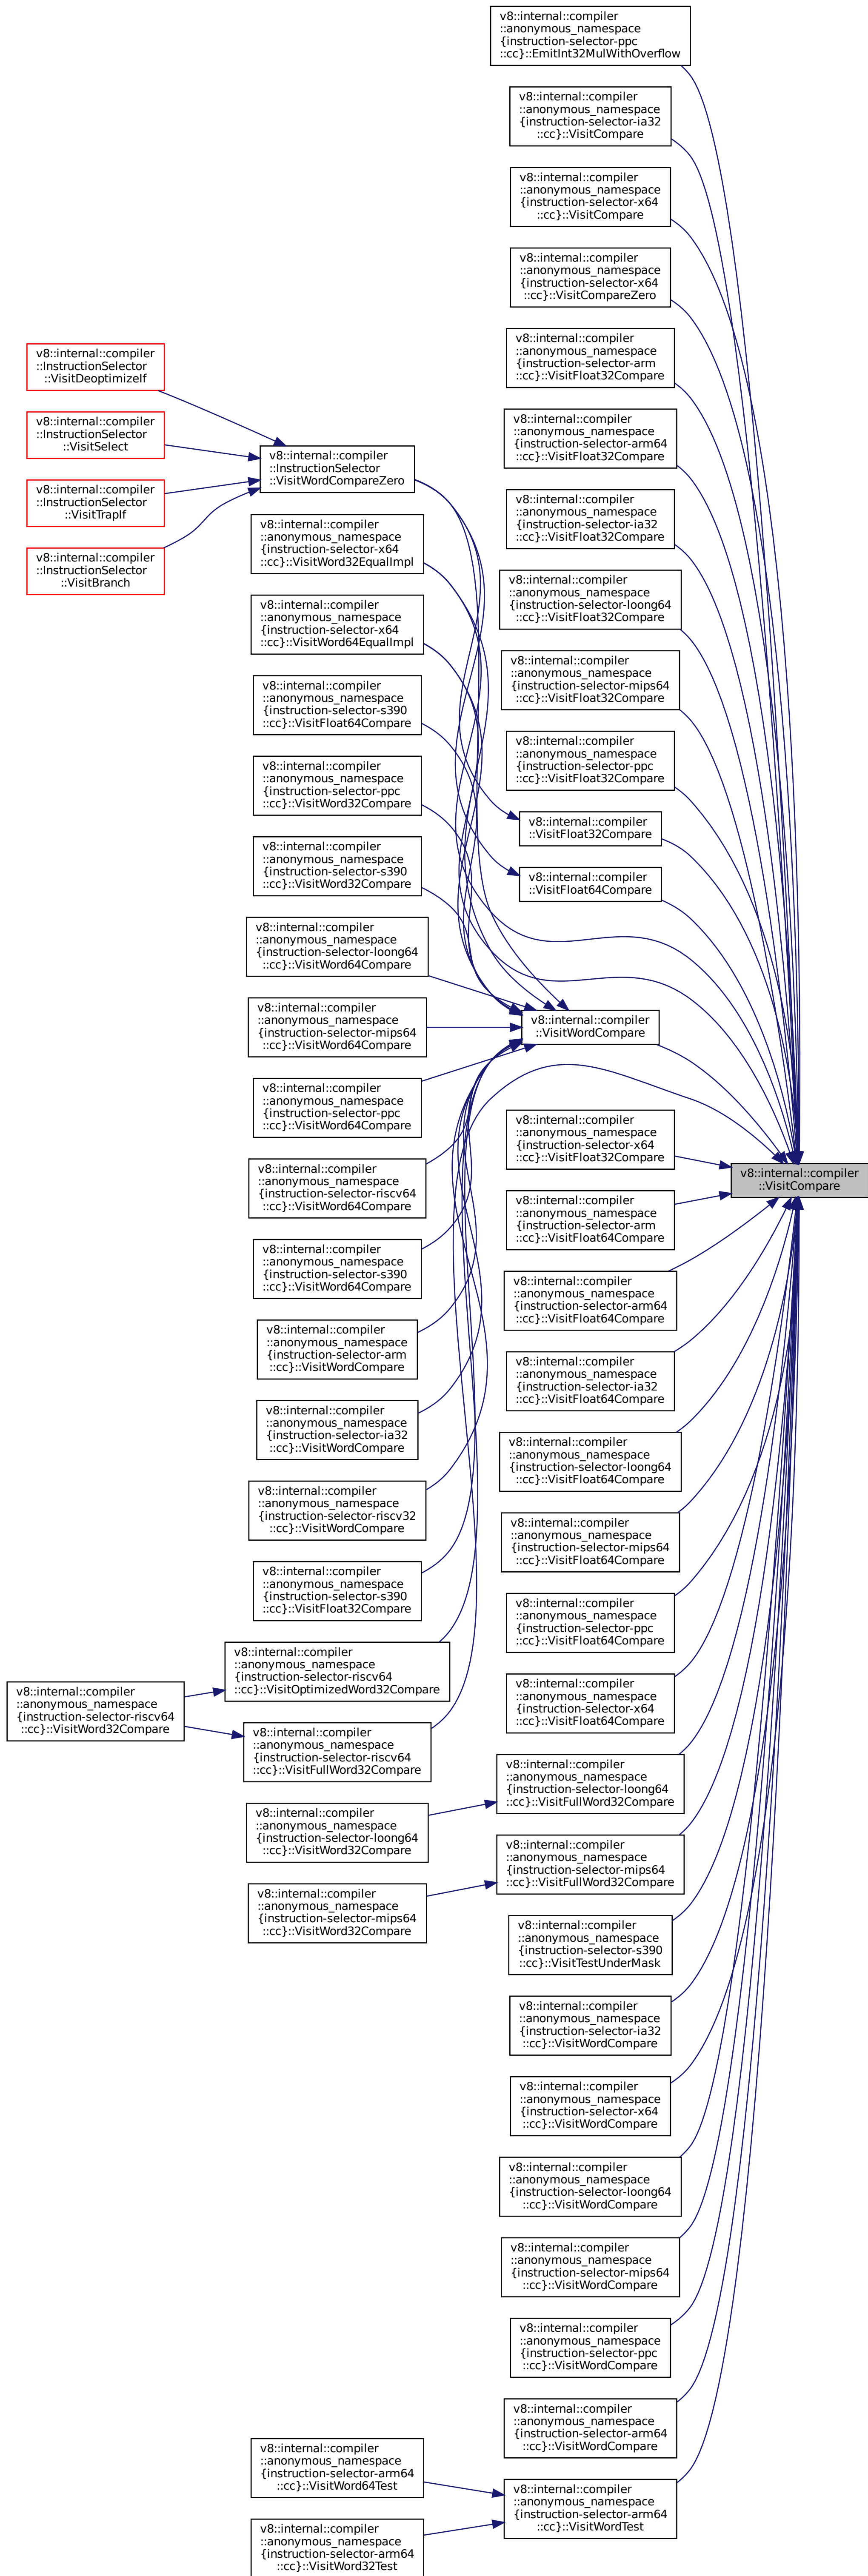 v8::internal::compiler
::InstructionSelector
::VisitDeoptimizeIf
v8::internal::compiler
::InstructionSelector
::VisitSelect
v8::internal::compiler
::InstructionSelector
::VisitTrapIf
v8::internal::compiler
::InstructionSelector
::VisitBranch
v8::internal::compiler
::anonymous_namespace
{instruction-selector-riscv64
::cc}::VisitWord32Compare
v8::internal::compiler
::InstructionSelector
::VisitWordCompareZero
v8::internal::compiler
::anonymous_namespace
{instruction-selector-x64
::cc}::VisitWord32EqualImpl
v8::internal::compiler
::anonymous_namespace
{instruction-selector-x64
::cc}::VisitWord64EqualImpl
v8::internal::compiler
::anonymous_namespace
{instruction-selector-s390
::cc}::VisitFloat64Compare
v8::internal::compiler
::anonymous_namespace
{instruction-selector-ppc
::cc}::VisitWord32Compare
v8::internal::compiler
::anonymous_namespace
{instruction-selector-s390
::cc}::VisitWord32Compare
v8::internal::compiler
::anonymous_namespace
{instruction-selector-loong64
::cc}::VisitWord64Compare
v8::internal::compiler
::anonymous_namespace
{instruction-selector-mips64
::cc}::VisitWord64Compare
v8::internal::compiler
::anonymous_namespace
{instruction-selector-ppc
::cc}::VisitWord64Compare
v8::internal::compiler
::anonymous_namespace
{instruction-selector-riscv64
::cc}::VisitWord64Compare
v8::internal::compiler
::anonymous_namespace
{instruction-selector-s390
::cc}::VisitWord64Compare
v8::internal::compiler
::anonymous_namespace
{instruction-selector-arm
::cc}::VisitWordCompare
v8::internal::compiler
::anonymous_namespace
{instruction-selector-ia32
::cc}::VisitWordCompare
v8::internal::compiler
::anonymous_namespace
{instruction-selector-riscv32
::cc}::VisitWordCompare
v8::internal::compiler
::anonymous_namespace
{instruction-selector-s390
::cc}::VisitFloat32Compare
v8::internal::compiler
::anonymous_namespace
{instruction-selector-riscv64
::cc}::VisitOptimizedWord32Compare
v8::internal::compiler
::anonymous_namespace
{instruction-selector-riscv64
::cc}::VisitFullWord32Compare
v8::internal::compiler
::anonymous_namespace
{instruction-selector-loong64
::cc}::VisitWord32Compare
v8::internal::compiler
::anonymous_namespace
{instruction-selector-mips64
::cc}::VisitWord32Compare
v8::internal::compiler
::anonymous_namespace
{instruction-selector-arm64
::cc}::VisitWord64Test
v8::internal::compiler
::anonymous_namespace
{instruction-selector-arm64
::cc}::VisitWord32Test
v8::internal::compiler
::anonymous_namespace
{instruction-selector-ppc
::cc}::EmitInt32MulWithOverflow
v8::internal::compiler
::anonymous_namespace
{instruction-selector-ia32
::cc}::VisitCompare
v8::internal::compiler
::anonymous_namespace
{instruction-selector-x64
::cc}::VisitCompare
v8::internal::compiler
::anonymous_namespace
{instruction-selector-x64
::cc}::VisitCompareZero
v8::internal::compiler
::anonymous_namespace
{instruction-selector-arm
::cc}::VisitFloat32Compare
v8::internal::compiler
::anonymous_namespace
{instruction-selector-arm64
::cc}::VisitFloat32Compare
v8::internal::compiler
::anonymous_namespace
{instruction-selector-ia32
::cc}::VisitFloat32Compare
v8::internal::compiler
::anonymous_namespace
{instruction-selector-loong64
::cc}::VisitFloat32Compare
v8::internal::compiler
::anonymous_namespace
{instruction-selector-mips64
::cc}::VisitFloat32Compare
v8::internal::compiler
::anonymous_namespace
{instruction-selector-ppc
::cc}::VisitFloat32Compare
v8::internal::compiler
::VisitFloat32Compare
v8::internal::compiler
::VisitFloat64Compare
v8::internal::compiler
::VisitWordCompare
v8::internal::compiler
::anonymous_namespace
{instruction-selector-x64
::cc}::VisitFloat32Compare
v8::internal::compiler
::anonymous_namespace
{instruction-selector-arm
::cc}::VisitFloat64Compare
v8::internal::compiler
::anonymous_namespace
{instruction-selector-arm64
::cc}::VisitFloat64Compare
v8::internal::compiler
::anonymous_namespace
{instruction-selector-ia32
::cc}::VisitFloat64Compare
v8::internal::compiler
::anonymous_namespace
{instruction-selector-loong64
::cc}::VisitFloat64Compare
v8::internal::compiler
::anonymous_namespace
{instruction-selector-mips64
::cc}::VisitFloat64Compare
v8::internal::compiler
::anonymous_namespace
{instruction-selector-ppc
::cc}::VisitFloat64Compare
v8::internal::compiler
::anonymous_namespace
{instruction-selector-x64
::cc}::VisitFloat64Compare
v8::internal::compiler
::anonymous_namespace
{instruction-selector-loong64
::cc}::VisitFullWord32Compare
v8::internal::compiler
::anonymous_namespace
{instruction-selector-mips64
::cc}::VisitFullWord32Compare
v8::internal::compiler
::anonymous_namespace
{instruction-selector-s390
::cc}::VisitTestUnderMask
v8::internal::compiler
::anonymous_namespace
{instruction-selector-ia32
::cc}::VisitWordCompare
v8::internal::compiler
::anonymous_namespace
{instruction-selector-x64
::cc}::VisitWordCompare
v8::internal::compiler
::anonymous_namespace
{instruction-selector-loong64
::cc}::VisitWordCompare
v8::internal::compiler
::anonymous_namespace
{instruction-selector-mips64
::cc}::VisitWordCompare
v8::internal::compiler
::anonymous_namespace
{instruction-selector-ppc
::cc}::VisitWordCompare
v8::internal::compiler
::anonymous_namespace
{instruction-selector-arm64
::cc}::VisitWordCompare
v8::internal::compiler
::anonymous_namespace
{instruction-selector-arm64
::cc}::VisitWordTest
v8::internal::compiler
::VisitCompare